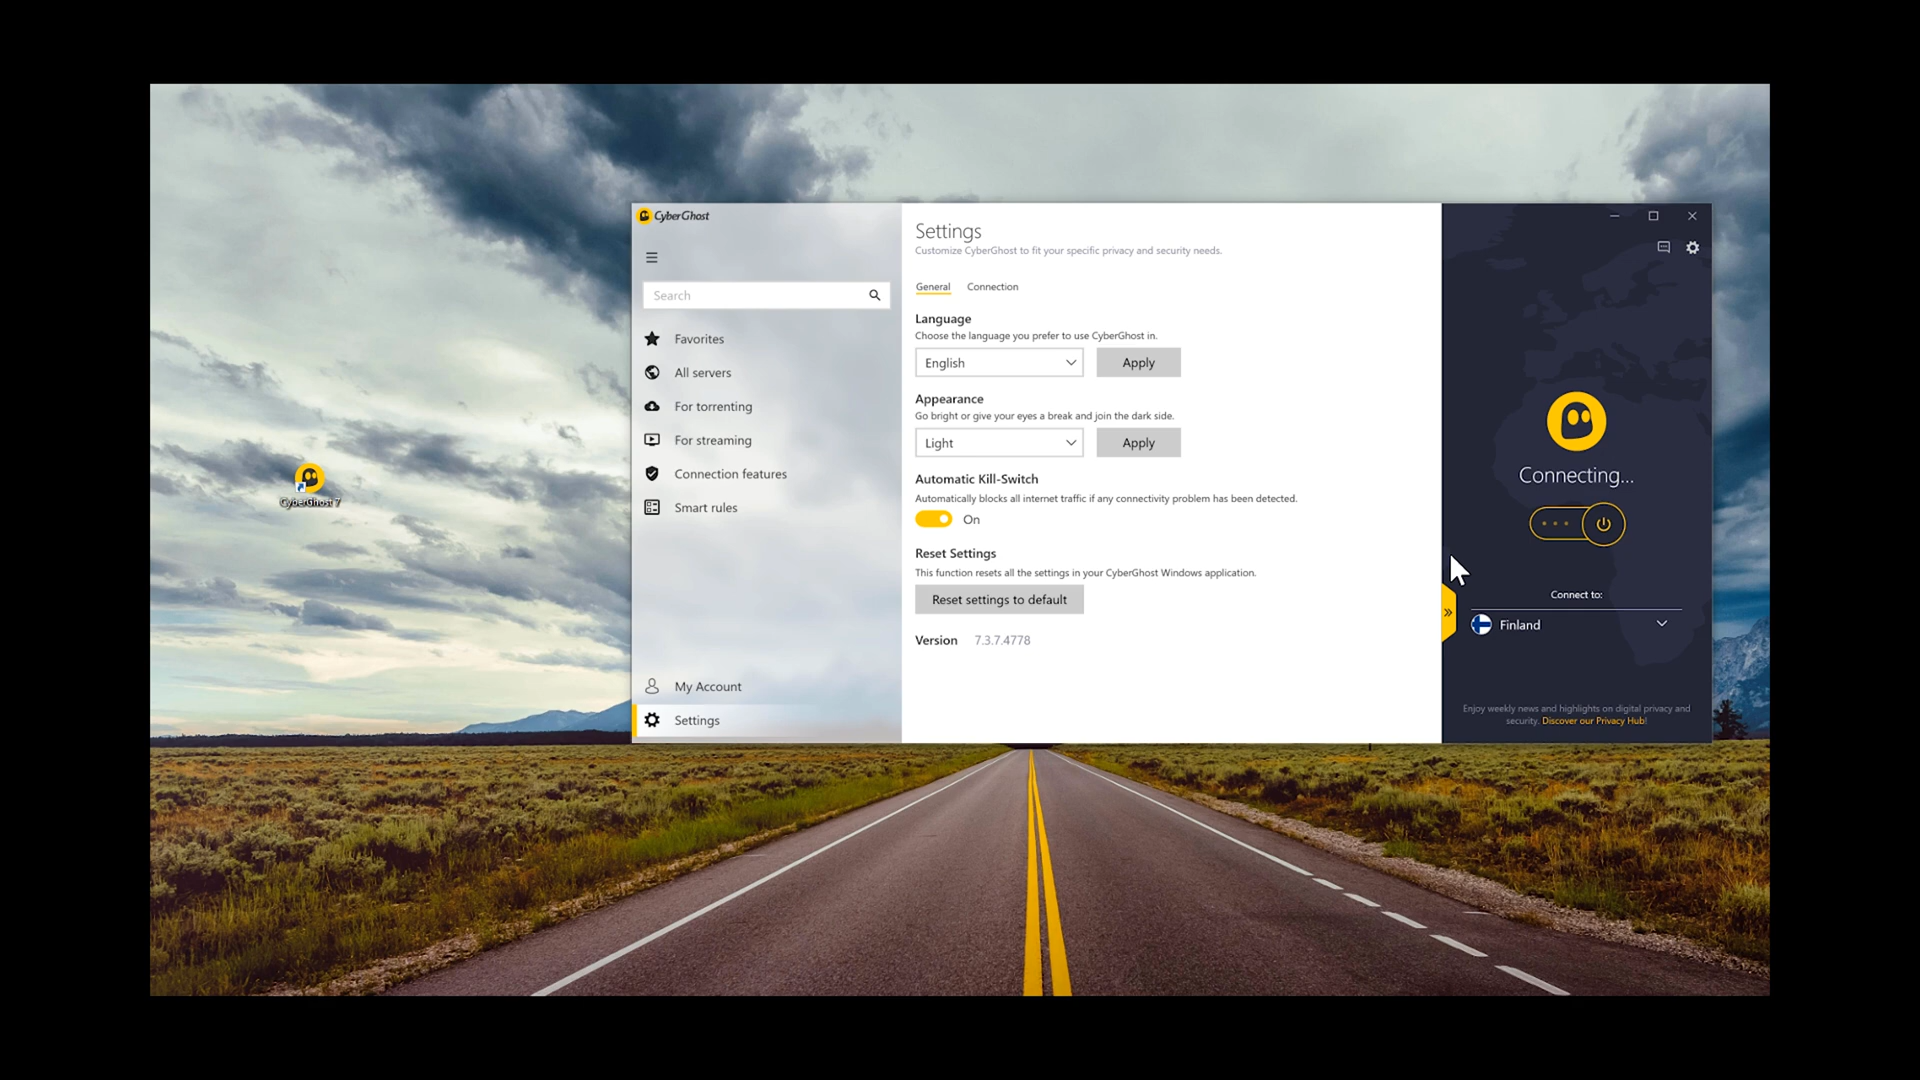 CyberGhost
Settings
Customize CyberGhost to fit your specific privacy and security needs.
General
Connection
Search
Language
Choose the language you prefer to use CyberGhost in.
English
Apply
Favorites
All servers
For torrenting
For streaming
Connection features
Smart rules
Appearance
Go bright or give your eyes a break and join the dark side.
Light
Apply
Automatic Kill-Switch
Automatically blocks all internet traffic if any connectivity problem has been detected.
On
Reset Settings
This function resets all the settings in your CyberGhost Windows application.
Reset settings to default
Version 7.3.7.4778
My Account
Settings
Connecting...
Connect to:
Finland
Enjoy weekly news and highlights on digital privacy and
security. Discover our Privacy Hub!
CyberGhost 7